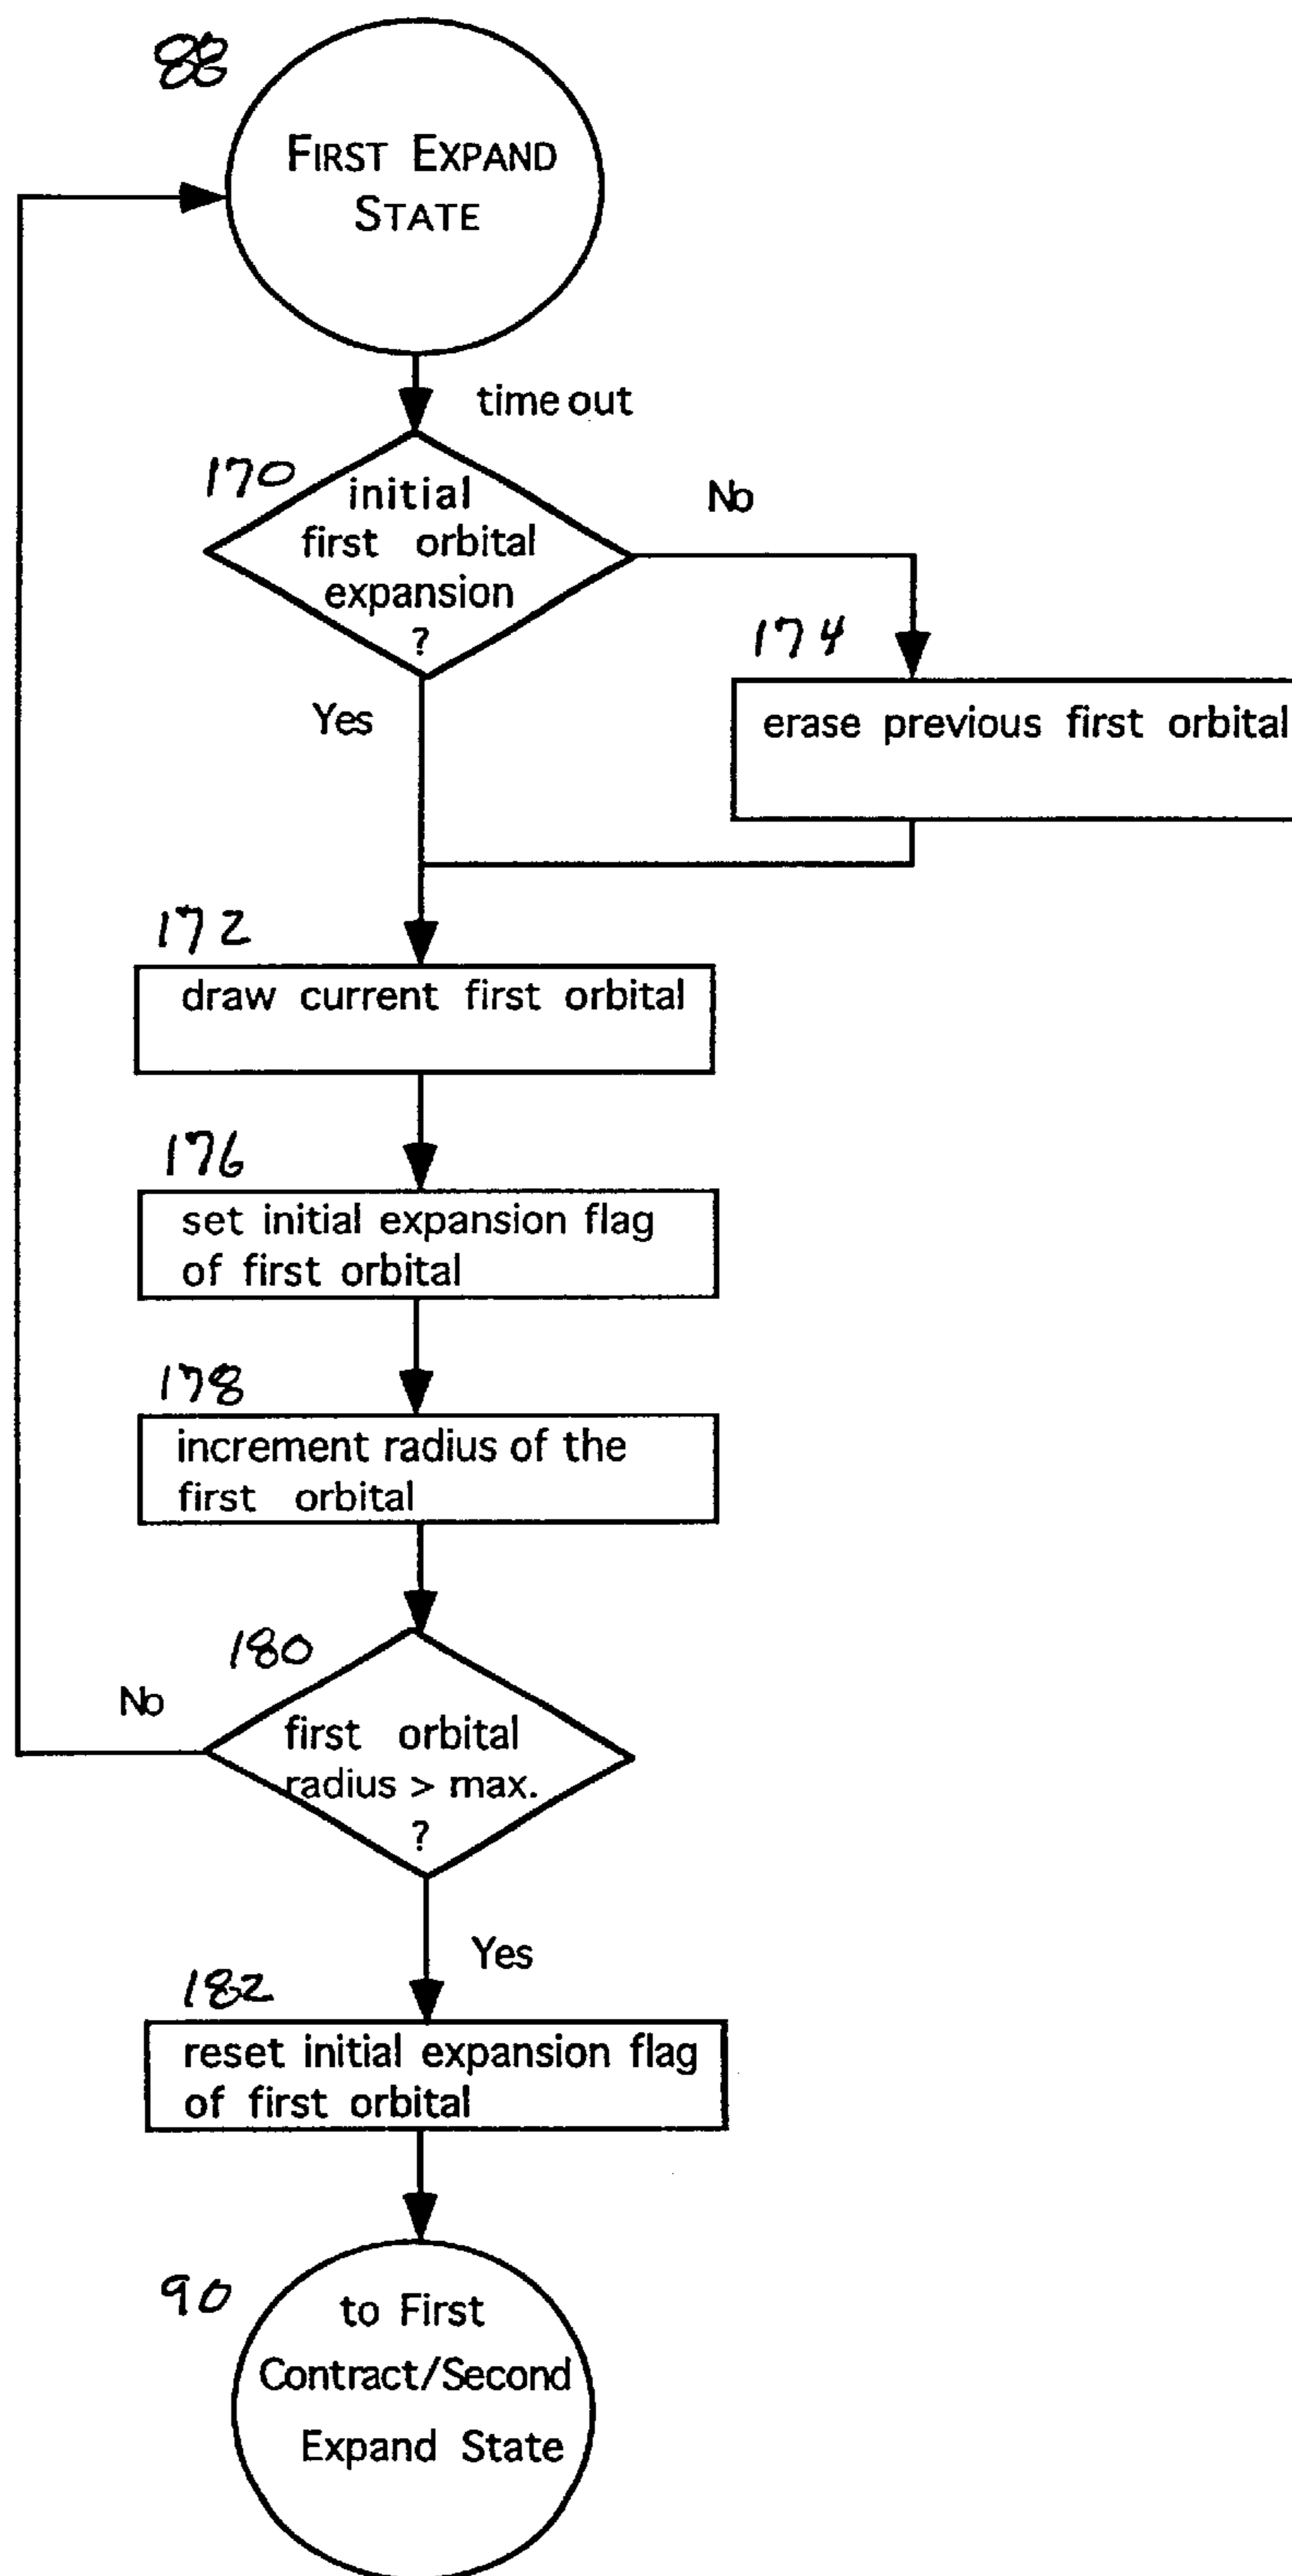 88
FIRST EXPAND
STATE
time out
170
initial
first orbital
expansion
?
No
Yes
174
erase previous first orbital
172
draw current first orbital
176
set initial expansion flag
of first orbital
178
increment radius of the
first orbital
180
No
first orbital
radius > max.
?
Yes
182
reset initial expansion flag
of first orbital
90
to First
Contract/Second
Expand State